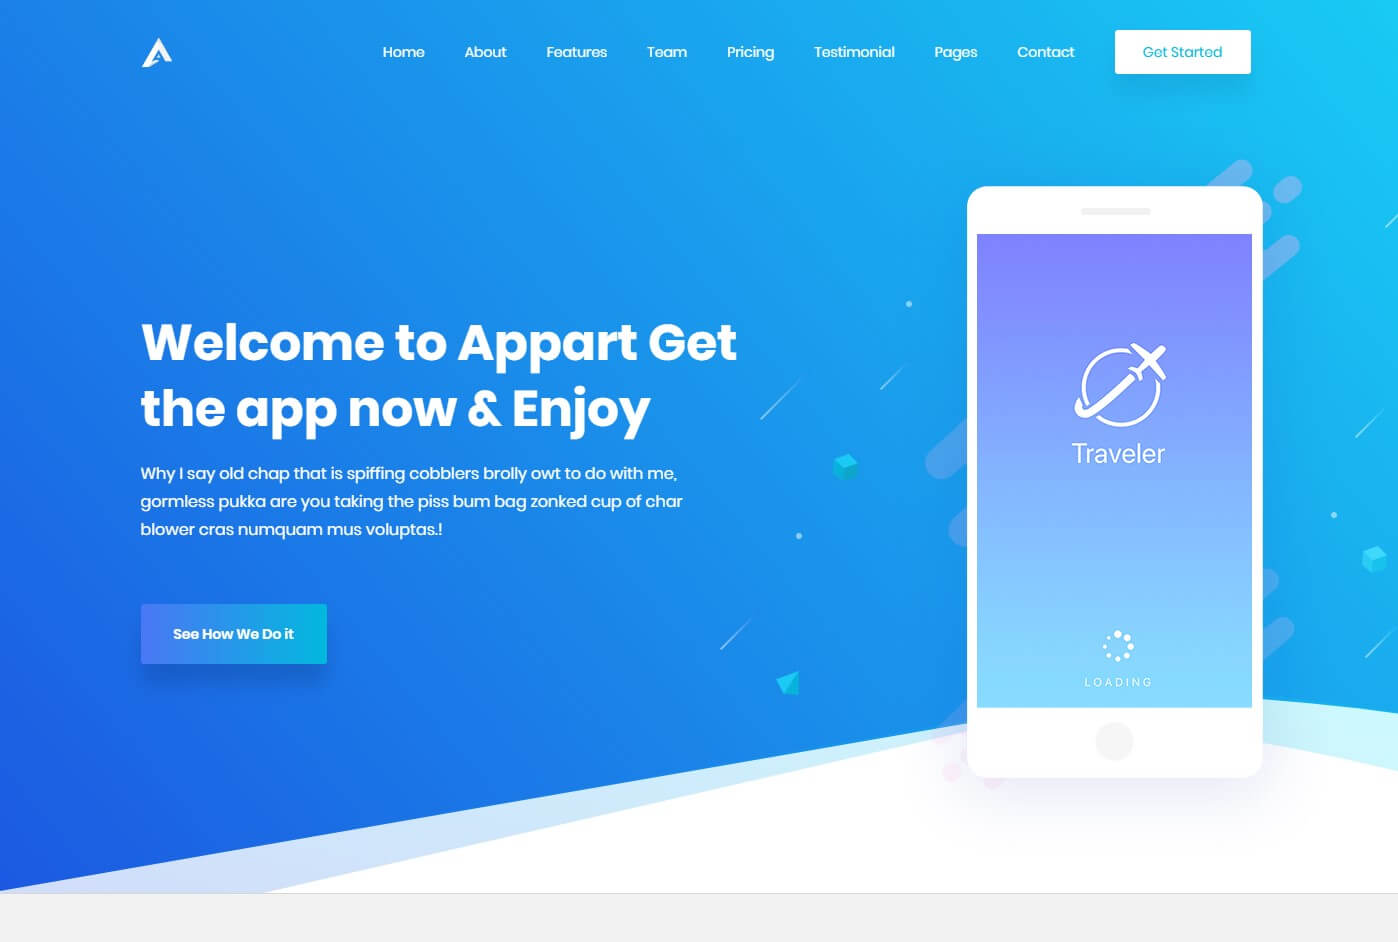 Home About Features Team Pricing Testimonial Pages Contact Get Started
Welcome to Appart Get
the app now & Enjoy
Why I say old chap that is spiffing cobblers brolly owt to do with me,
gormless pukka are you taking the piss bum bag zonked cup of char
blower cras numquam mus voluptas.!
See How We Do it
Traveler
LOADING